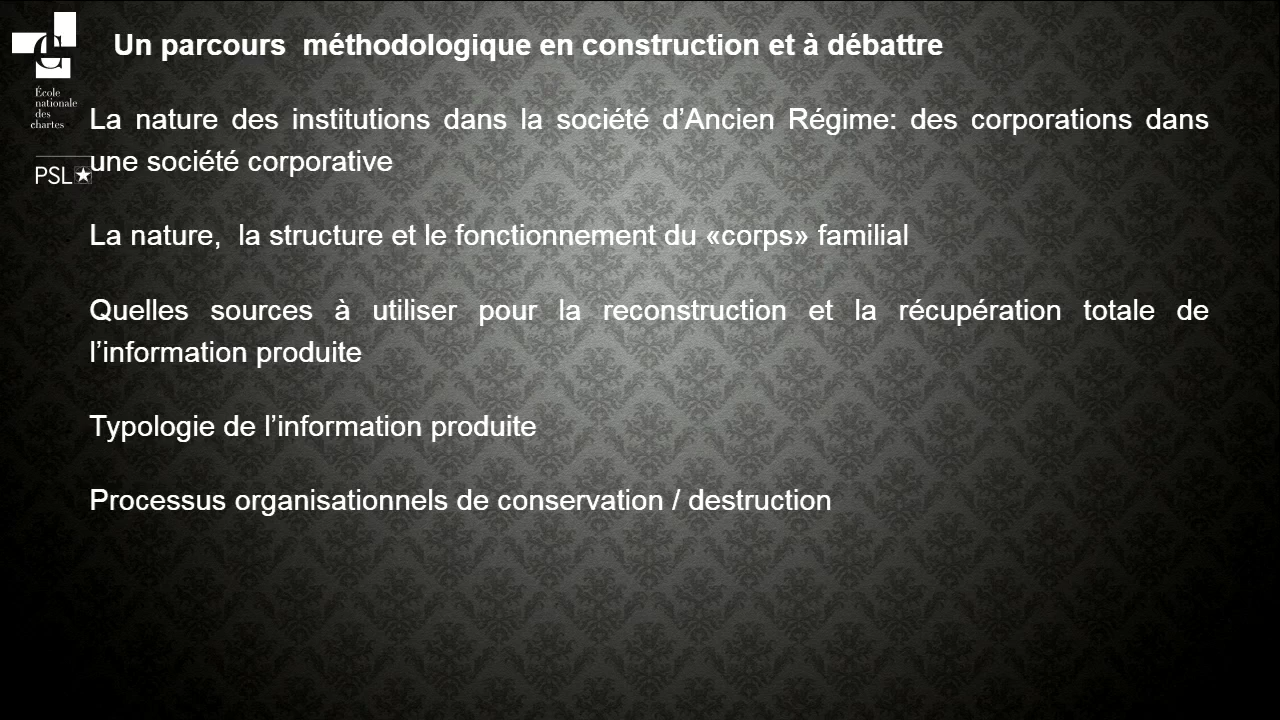 Un parcours  méthodologique en construction et à débattre
École
nationale
des
chartes
PSL★
La nature des institutions dans la société d’Ancien Régime: des corporations dans
une société corporative
La nature,  la structure et le fonctionnement du «corps» familial
Quelles sources à utiliser pour la reconstruction et la récupération totale de
l’information produite
Typologie de l’information produite
Processus organisationnels de conservation / destruction